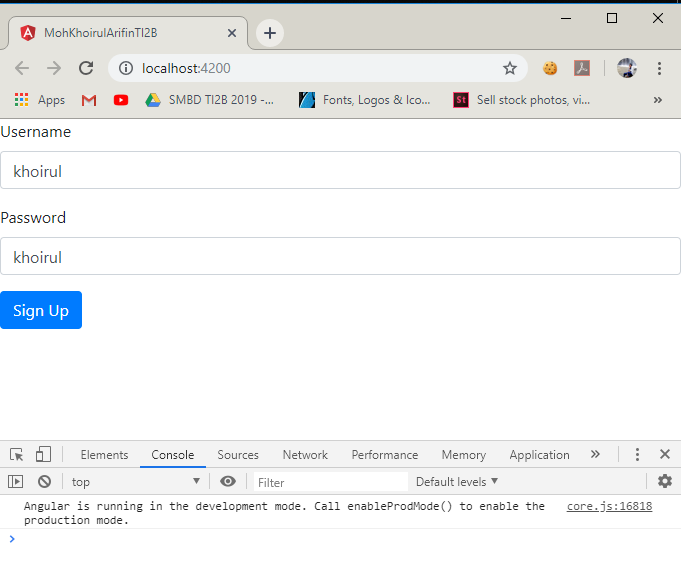 MohKhoirulArifinTI2B
localhost:4200
Apps SMBD TI2B 2019 -... Fonts, Logos & Ico... St Sell stock photos, vi... »
Username
khoirul
Password
khoirul
Sign Up
Elements Console Sources Network Performance Memory Application »
top Filter Default levels
Angular is running in the development mode. Call enableProdMode() to enable the core.js:16818
production mode.